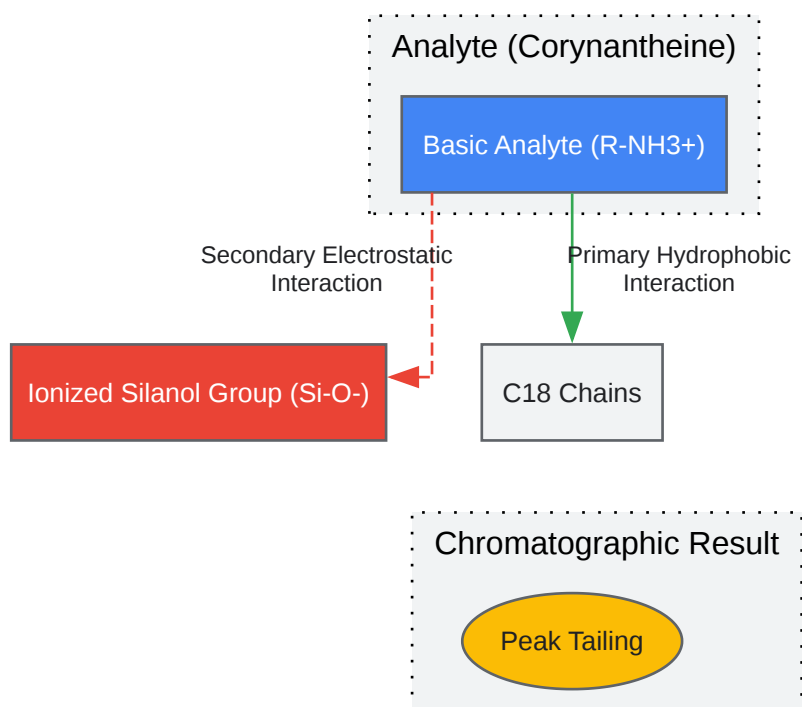 Analyte (Corynantheine)
Basic Analyte (R-NH3+)
Secondary Electrostatic
Interaction
Primary Hydrophobic
Interaction
Ionized Silanol Group (Si-O-)
C18 Chains
Chromatographic Result
Peak Tailing